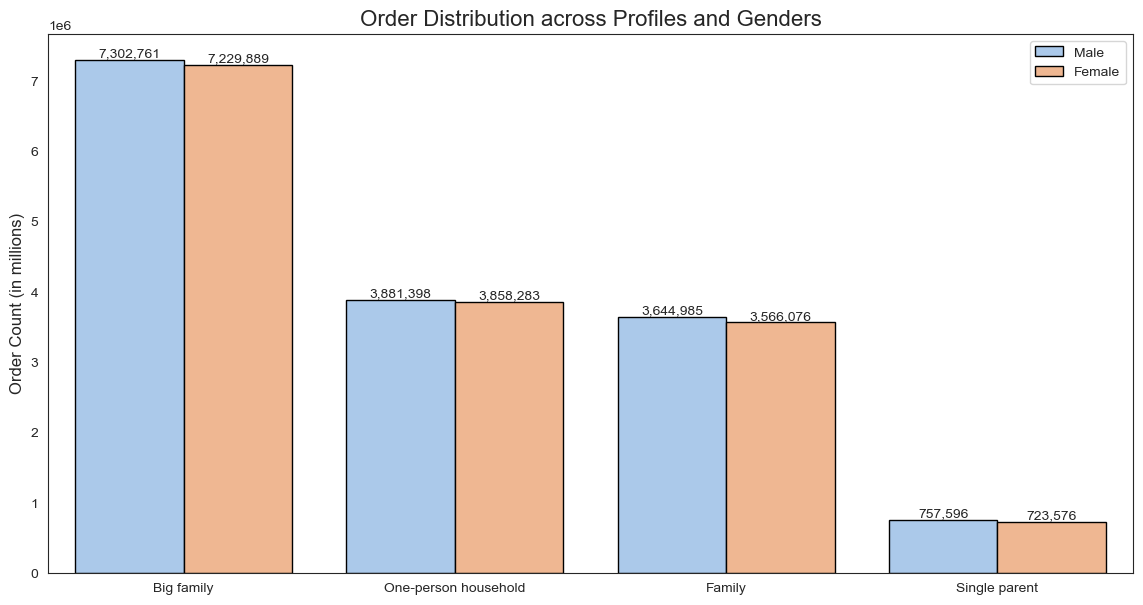 Order Distribution across Profiles and Genders
1e6
Order Count (in millions)
7
6
5
4
3
2
1
0
7,302,761
7,229,889
3,881,398
3,858,283
3,644,985
3,566,076
757,596
723,576
Male
Female
Big family
One-person household
Family
Single parent